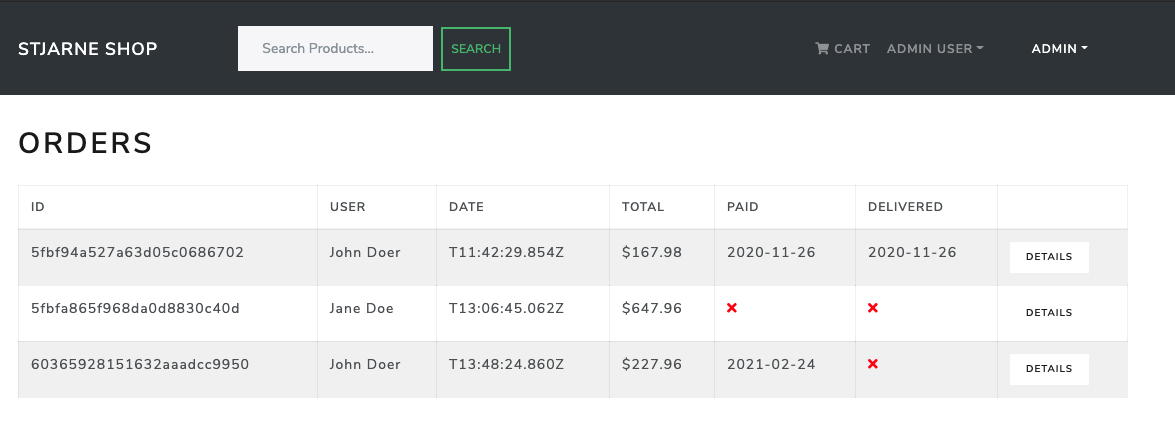 STJARNE SHOP Search Products... SEARCH CART ADMIN USER ADMIN
ORDERS
ID USER DATE TOTAL PAID DELIVERED
5fbf94a527a63d05c0686702 John Doer T11:42:29.854Z $167.98 2020-11-26 2020-11-26 DETAILS
5fbfa865f968da0d8830c40d Jane Doe T13:06:45.062Z $647.96 DETAILS
60365928151632aaadcc9950 John Doer T13:48:24.860Z $227.96 2021-02-24 DETAILS